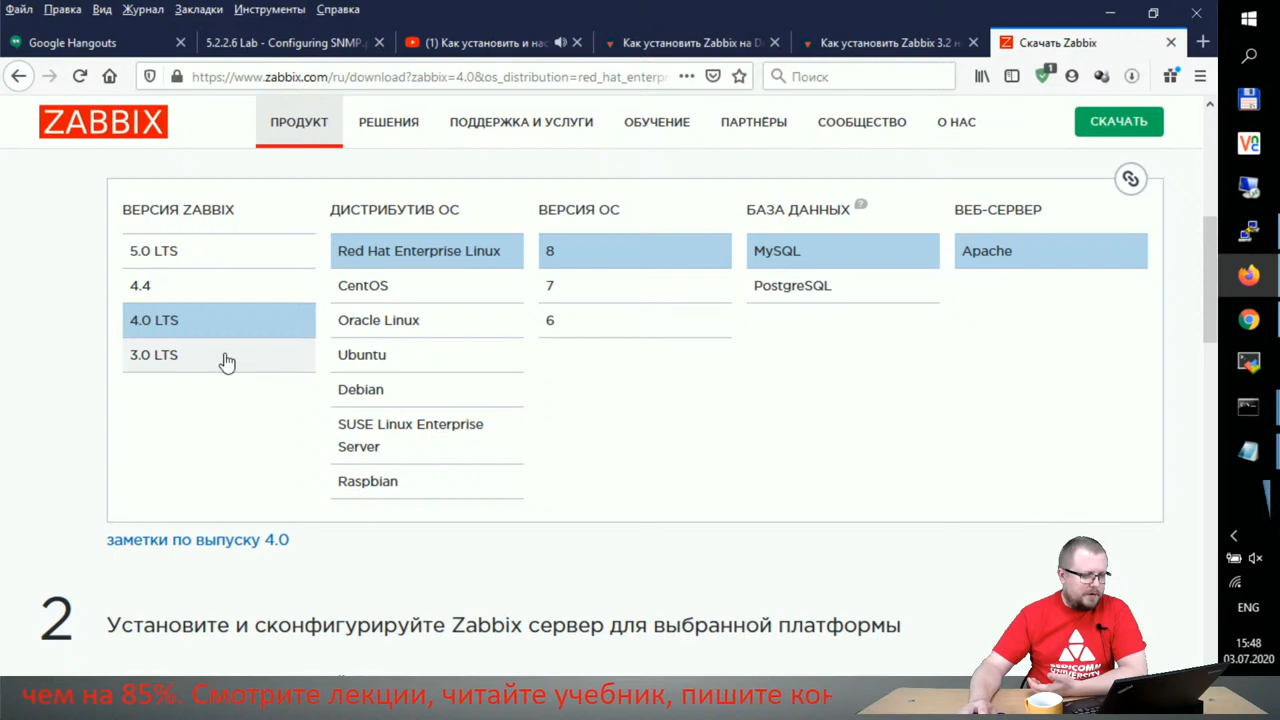 Файл Правка Вид Журнал Закладки Инструменты Справка
Google Hangouts
5.2.2.6 Lab - Configuring SNMP.p
(1) Как установить и нас
Как установить Zabbix на D
Как установить Zabbix 3.2 н
Скачать Zabbix
https://www.zabbix.com/ru/download?zabbix=4.0&os_distribution=red_hat_enterpr
Поиск
1
ZABBIX
ПРОДУКТ
РЕШЕНИЯ
ПОДДЕРЖКА И УСЛУГИ
ОБУЧЕНИЕ
ПАРТНЁРЫ
СООБЩЕСТВО
О НАС
СКАЧАТЬ
ВЕРСИЯ ZABBIX
5.0 LTS
4.4
4.0 LTS
3.0 LTS
ДИСТРИБУТИВ ОС
Red Hat Enterprise Linux
CentOS
Oracle Linux
Ubuntu
Debian
SUSE Linux Enterprise
Server
Raspbian
ВЕРСИЯ ОС
8
7
6
БАЗА ДАННЫХ ?
MySQL
PostgreSQL
ВЕБ-СЕРВЕР
Apache
заметки по выпуску 4.0
2
Установите и сконфигурируйте Zabbix сервер для выбранной платформы
ENG
15:48
03.07.2020
UNIVERSITY
чем на 85%. Смотрите лекции, читайте учебник, пишите кон